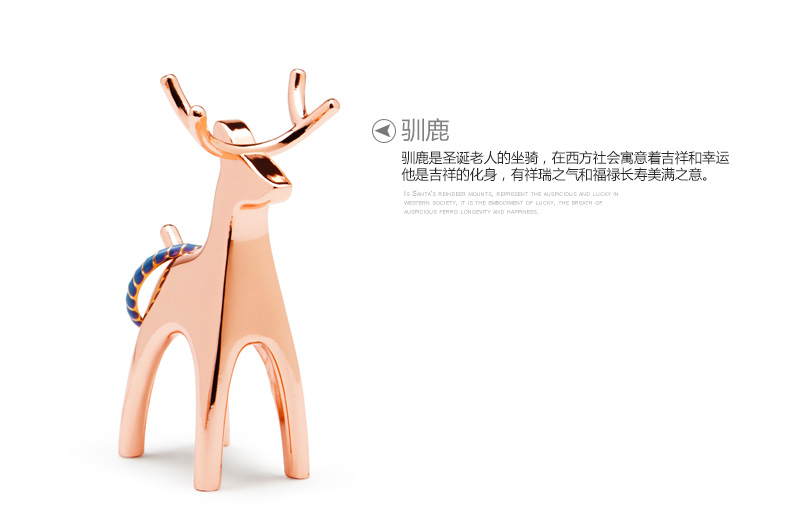 驯鹿
驯鹿是圣诞老人的坐骑，在西方社会寓意着吉祥和幸运
他是吉祥的化身，有祥瑞之气和福禄长寿美满之意。
Is Santa's reindeer mounts, represent the auspicious and lucky in
western society, it is the embodiment of lucky, the breath of
auspicious ferro longevity and happiness.